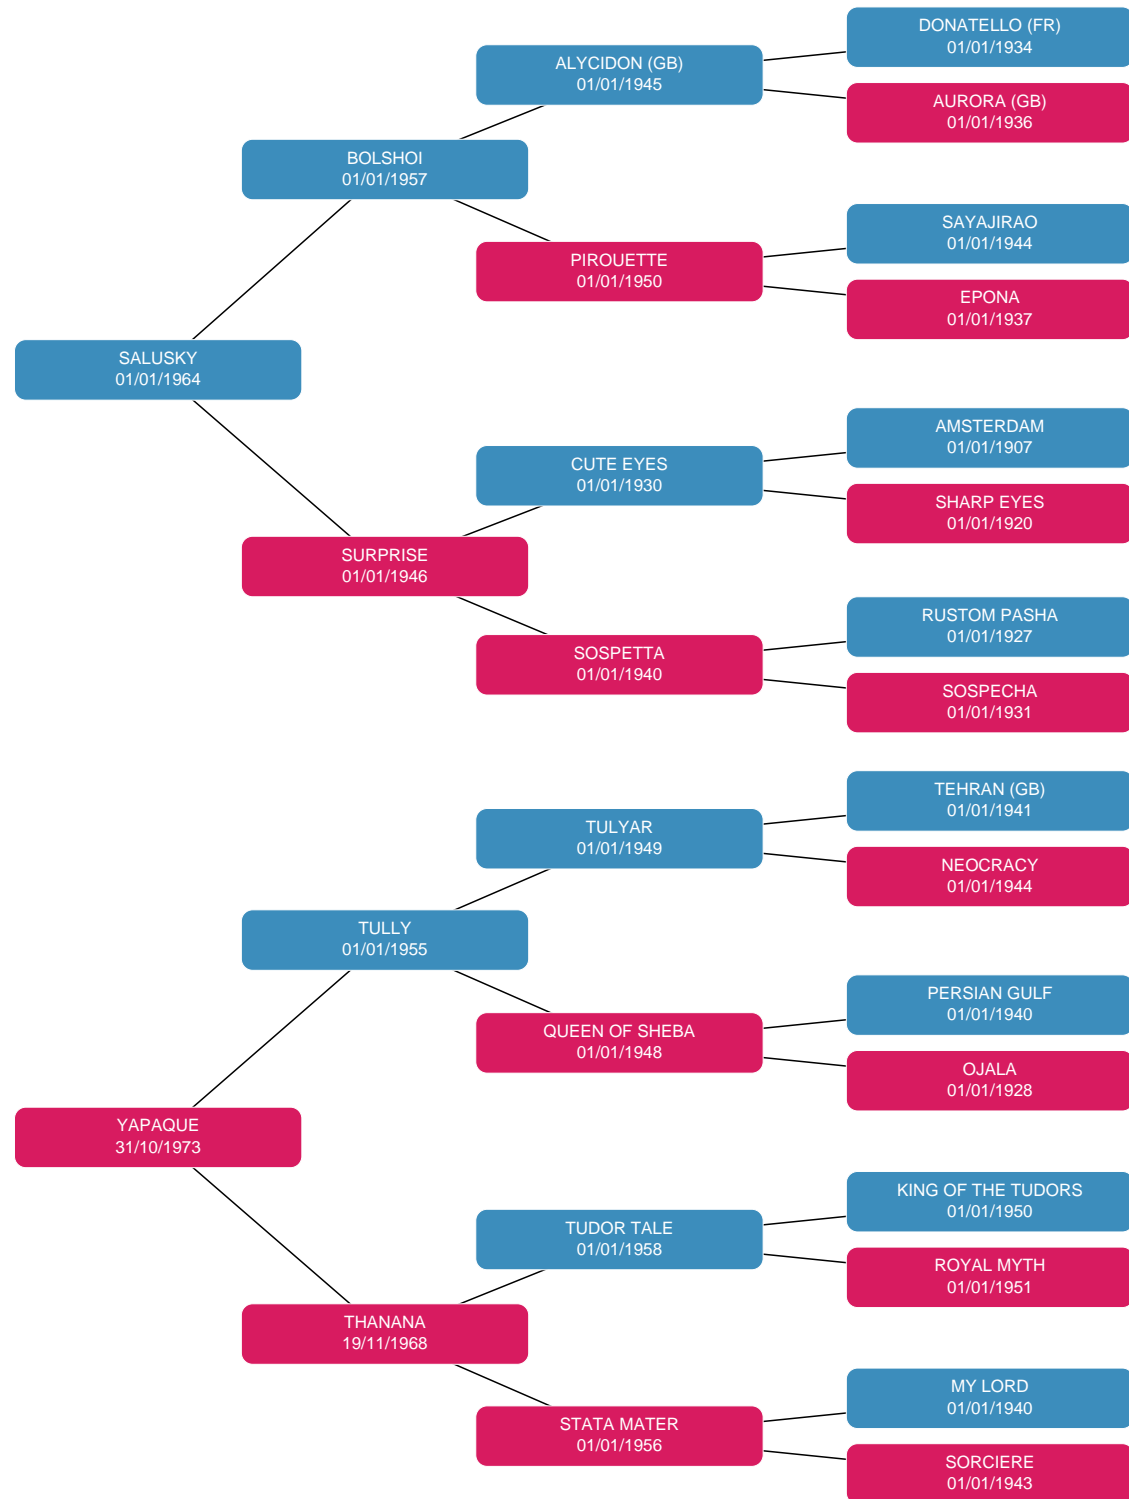 DONATELLO (FR)
01/01/1934
ALYCIDON (GB)
01/01/1945
AURORA (GB)
01/01/1936
BOLSHOI
01/01/1957
SAYAJIRAO
01/01/1944
PIROUETTE
01/01/1950
EPONA
01/01/1937
SALUSKY
01/01/1964
AMSTERDAM
01/01/1907
CUTE EYES
01/01/1930
SHARP EYES
01/01/1920
SURPRISE
01/01/1946
RUSTOM PASHA
01/01/1927
SOSPETTA
01/01/1940
SOSPECHA
01/01/1931
TEHRAN (GB)
01/01/1941
TULYAR
01/01/1949
NEOCRACY
01/01/1944
TULLY
01/01/1955
PERSIAN GULF
01/01/1940
QUEEN OF SHEBA
01/01/1948
OJALA
01/01/1928
YAPAQUE
31/10/1973
KING OF THE TUDORS
01/01/1950
TUDOR TALE
01/01/1958
ROYAL MYTH
01/01/1951
THANANA
19/11/1968
MY LORD
01/01/1940
STATA MATER
01/01/1956
SORCIERE
01/01/1943